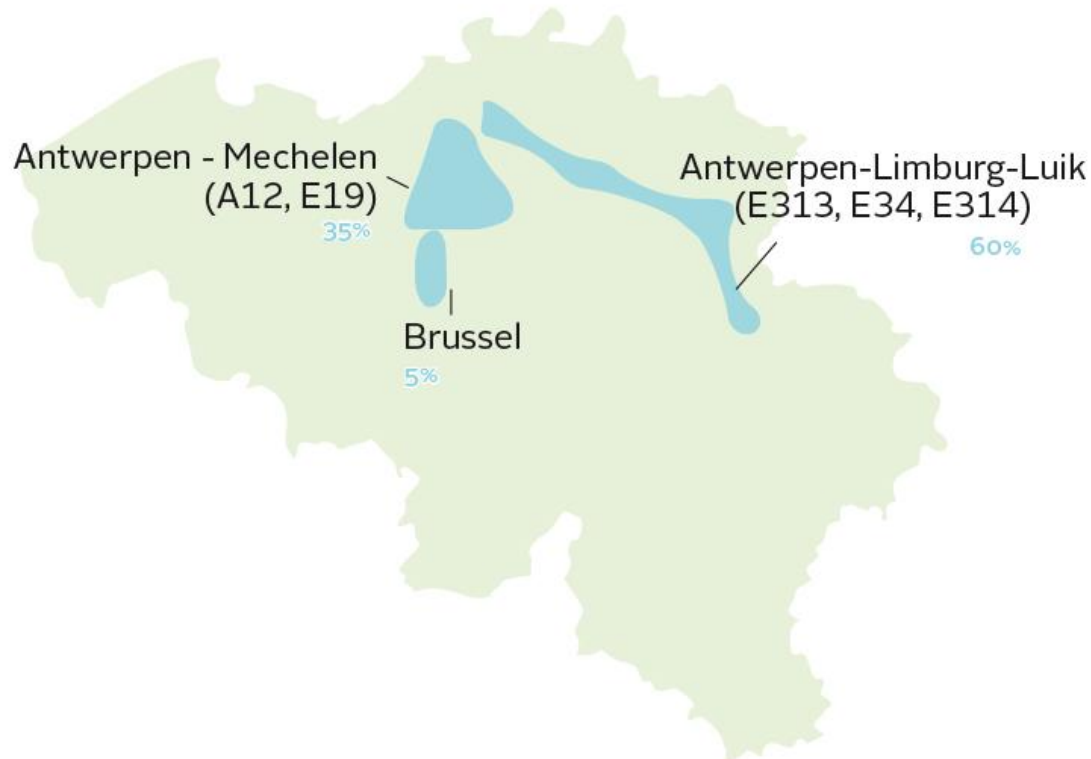 Antwerpen - Mechelen
(A12, E19)
35%
Antwerpen-Limburg-Luik
(E313, E34, E314)
60%
Brussel
5%